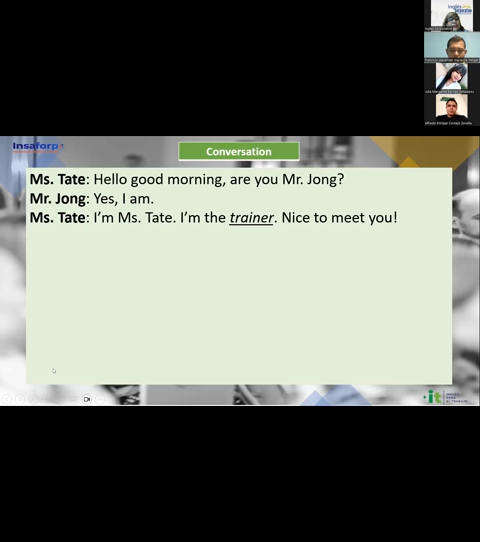 Insaforp
Conversation
Ms. Tate: Hello good morning, are you Mr. Jong?
Mr. Jong: Yes, I am.
Ms. Tate: I'm Ms. Tate. I'm the trainer. Nice to meet you!
it